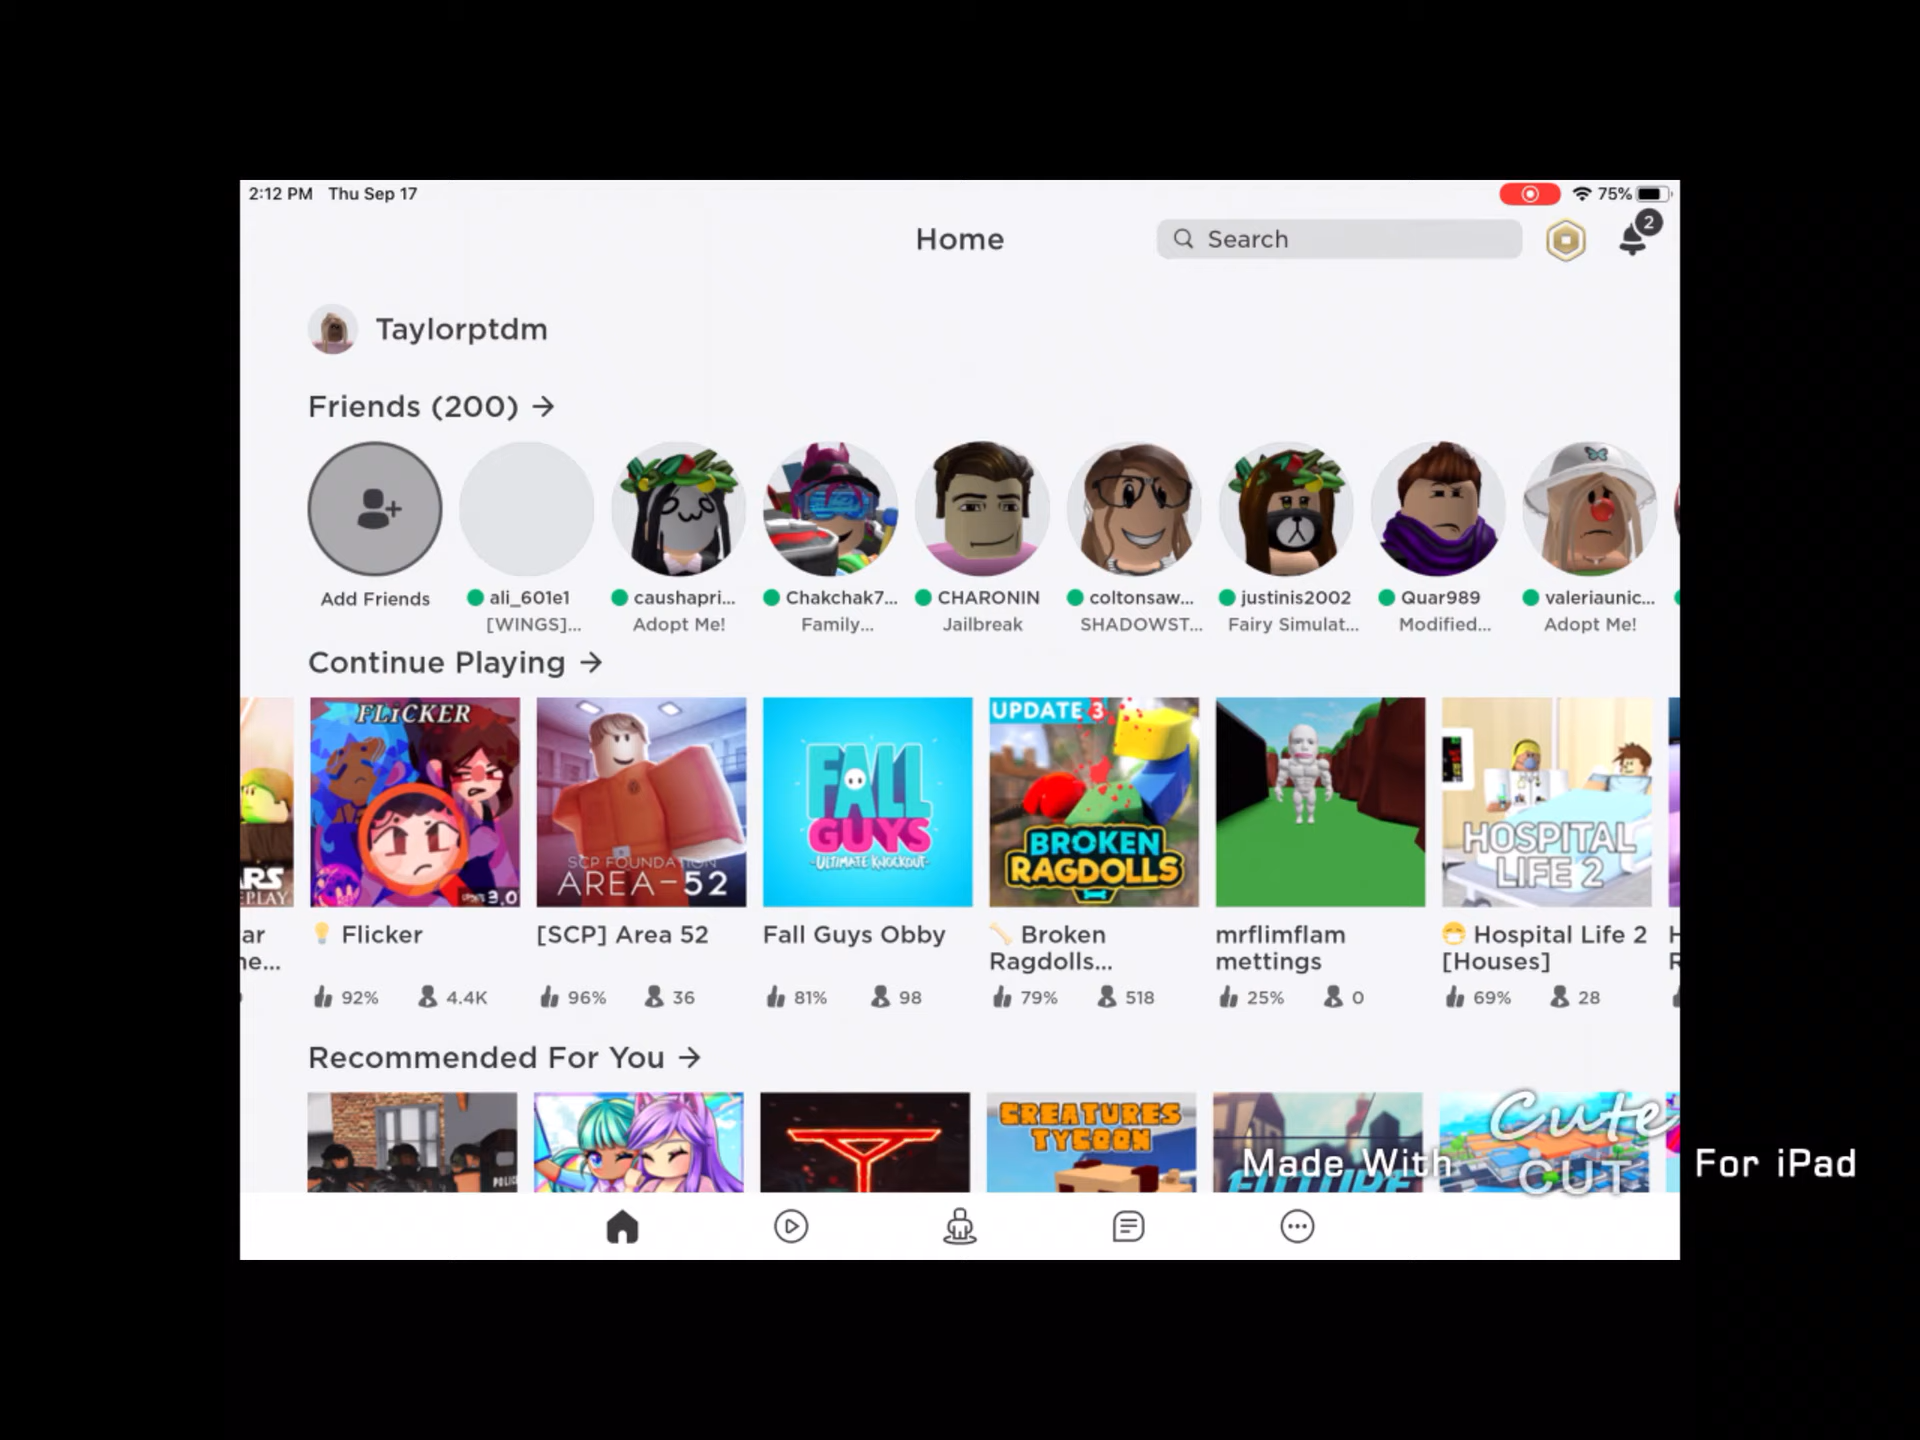 2:12 PM Thu Sep 17
75%
Home
Search
2
Taylorptdm
Friends (200) →
Add Friends
ali_601e1
[WINGS]...
caushapri...
Adopt Me!
Chakchak7...
Family...
CHARONIN
Jailbreak
coltonsaw...
SHADOWST...
justinis2002
Fairy Simulat...
Quar989
Modified...
valeriaunic...
Adopt Me!
Continue Playing →
FLiCKER
UPDATE 3.0
SCP FOUNDATION
AREA-52
FALL
GUYS
ULTIMATE KNOCKOUT
UPDATE 3
BROKEN
RAGDOLLS
HOSPITAL
LIFE 2
Flicker
[SCP] Area 52
Fall Guys Obby
Broken
Ragdolls...
mrflimflam
mettings
Hospital Life 2
[Houses]
92% 4.4K
96% 36
81% 98
79% 518
25% 0
69% 28
Recommended For You →
POLIC
CREATURES
TYCOON
FUTURE
Made With Cute CUT For iPad